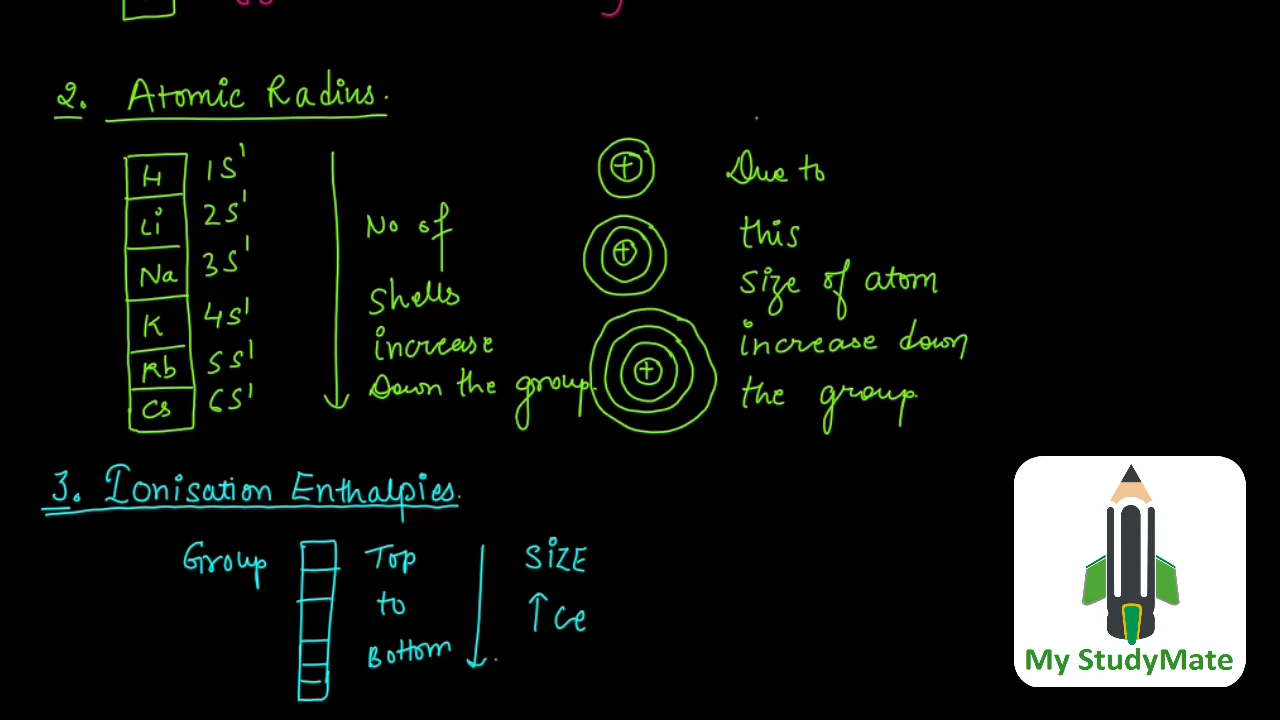 2. Atomic Radius.
H 1S¹
Li 2S¹
Na 3S¹
K 4S¹
Rb 5S¹
Cs 6S¹
No of
Shells
increase
Down the group.
+
+
+
Due to
this
Size of atom
increase down
the group.
3. Ionisation Enthalpies.
Group
Top
to
Bottom
SiZE
↑ce
My StudyMate